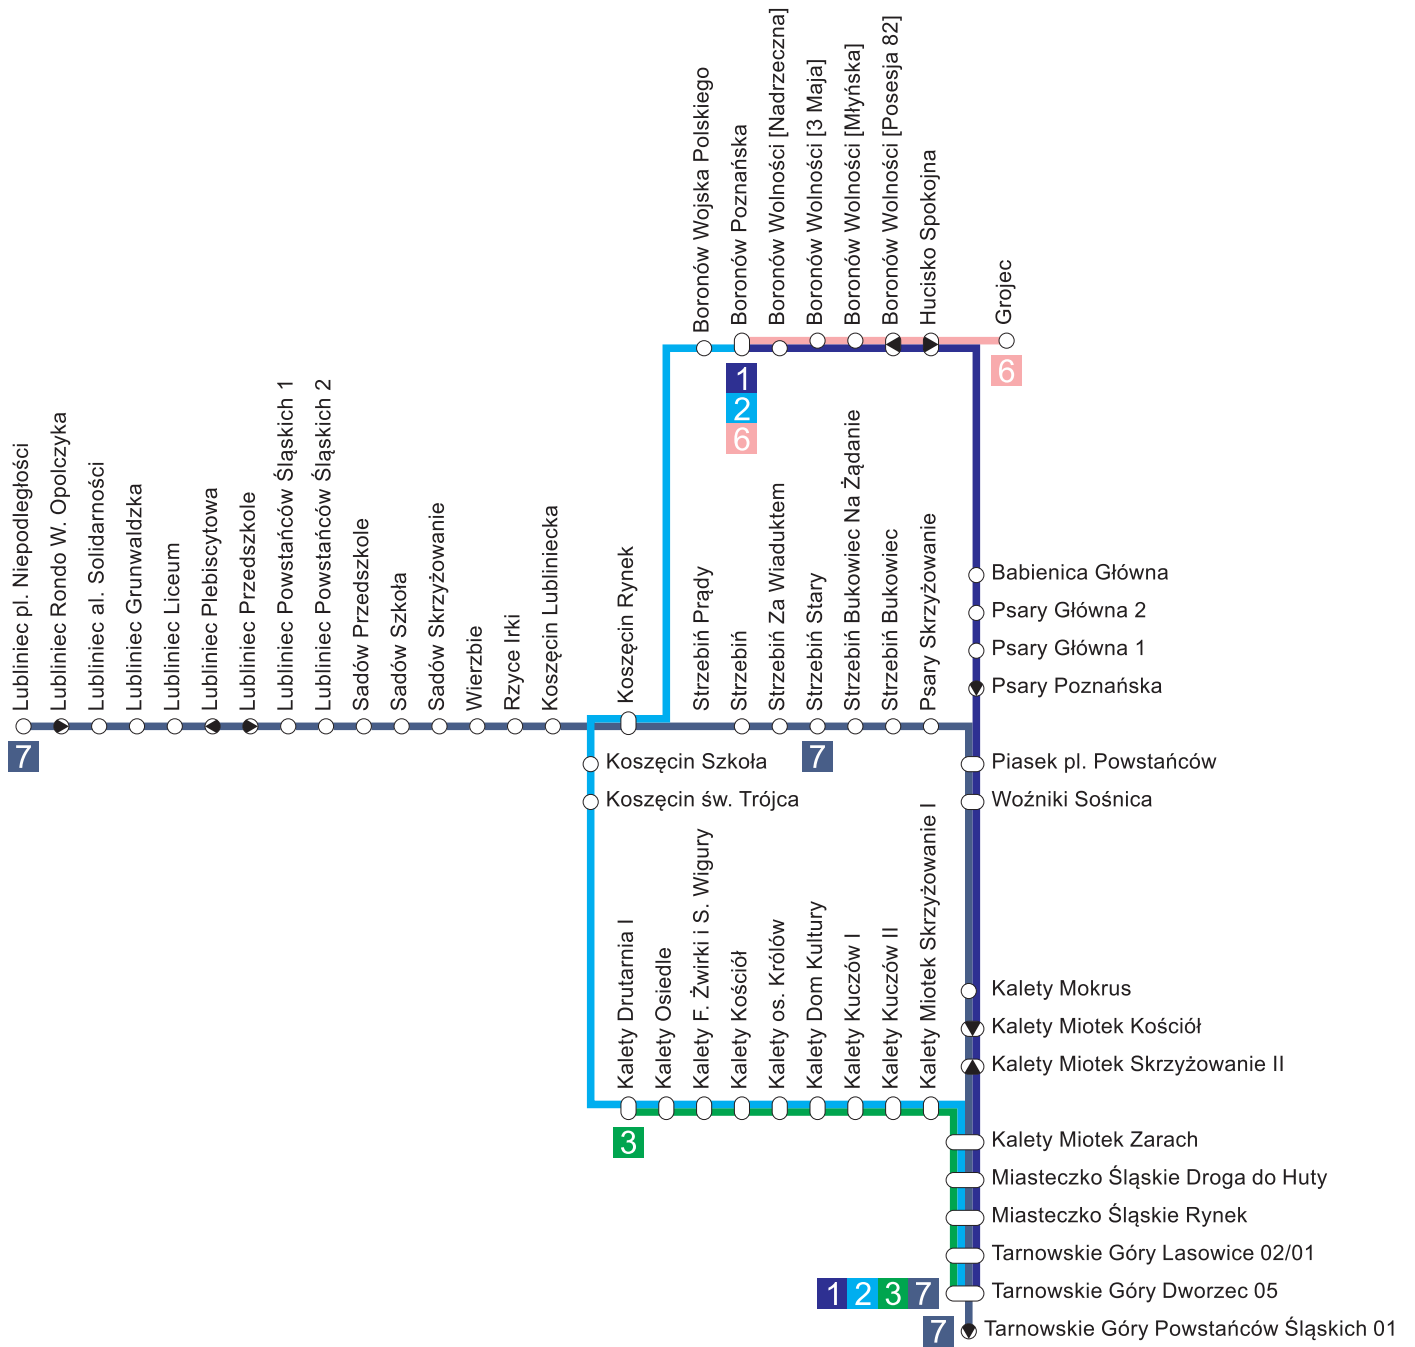 Boronów Wojska Polskiego
Boronów Poznańska
Boronów Wolności [Nadrzeczna]
Boronów Wolności [3 Maja]
Boronów Wolności [Młyńska]
Boronów Wolności [Posesja 82]
Hucisko Spokojna
Grojec
1
2
6
6
Lubliniec pl. Niepodległości
Lubliniec Rondo W. Opolczyka
Lubliniec al. Solidarności
Lubliniec Grunwaldzka
Lubliniec Liceum
Lubliniec Plebiscytowa
Lubliniec Przedszkole
Lubliniec Powstańców Śląskich 1
Lubliniec Powstańców Śląskich 2
Sadów Przedszkole
Sadów Szkoła
Sadów Skrzyżowanie
Wierzbie
Rzyce Irki
Koszęcin Lubliniecka
Koszęcin Rynek
Strzebiń Prądy
Strzebiń
Strzebiń Za Wiaduktem
Strzebiń Stary
Strzebiń Bukowiec Na Żądanie
Strzebiń Bukowiec
Psary Skrzyżowanie
7
7
Babienica Główna
Psary Główna 2
Psary Główna 1
Psary Poznańska
Koszęcin Szkoła
Koszęcin św. Trójca
Piasek pl. Powstańców
Woźniki Sośnica
Kalety Drutarnia I
Kalety Osiedle
Kalety F. Żwirki i S. Wigury
Kalety Kościół
Kalety os. Królów
Kalety Dom Kultury
Kalety Kuczów I
Kalety Kuczów II
Kalety Miotek Skrzyżowanie I
3
Kalety Mokrus
Kalety Miotek Kościół
Kalety Miotek Skrzyżowanie II
Kalety Miotek Zarach
Miasteczko Śląskie Droga do Huty
Miasteczko Śląskie Rynek
Tarnowskie Góry Lasowice 02/01
1 2 3 7 Tarnowskie Góry Dworzec 05
7 Tarnowskie Góry Powstańców Śląskich 01